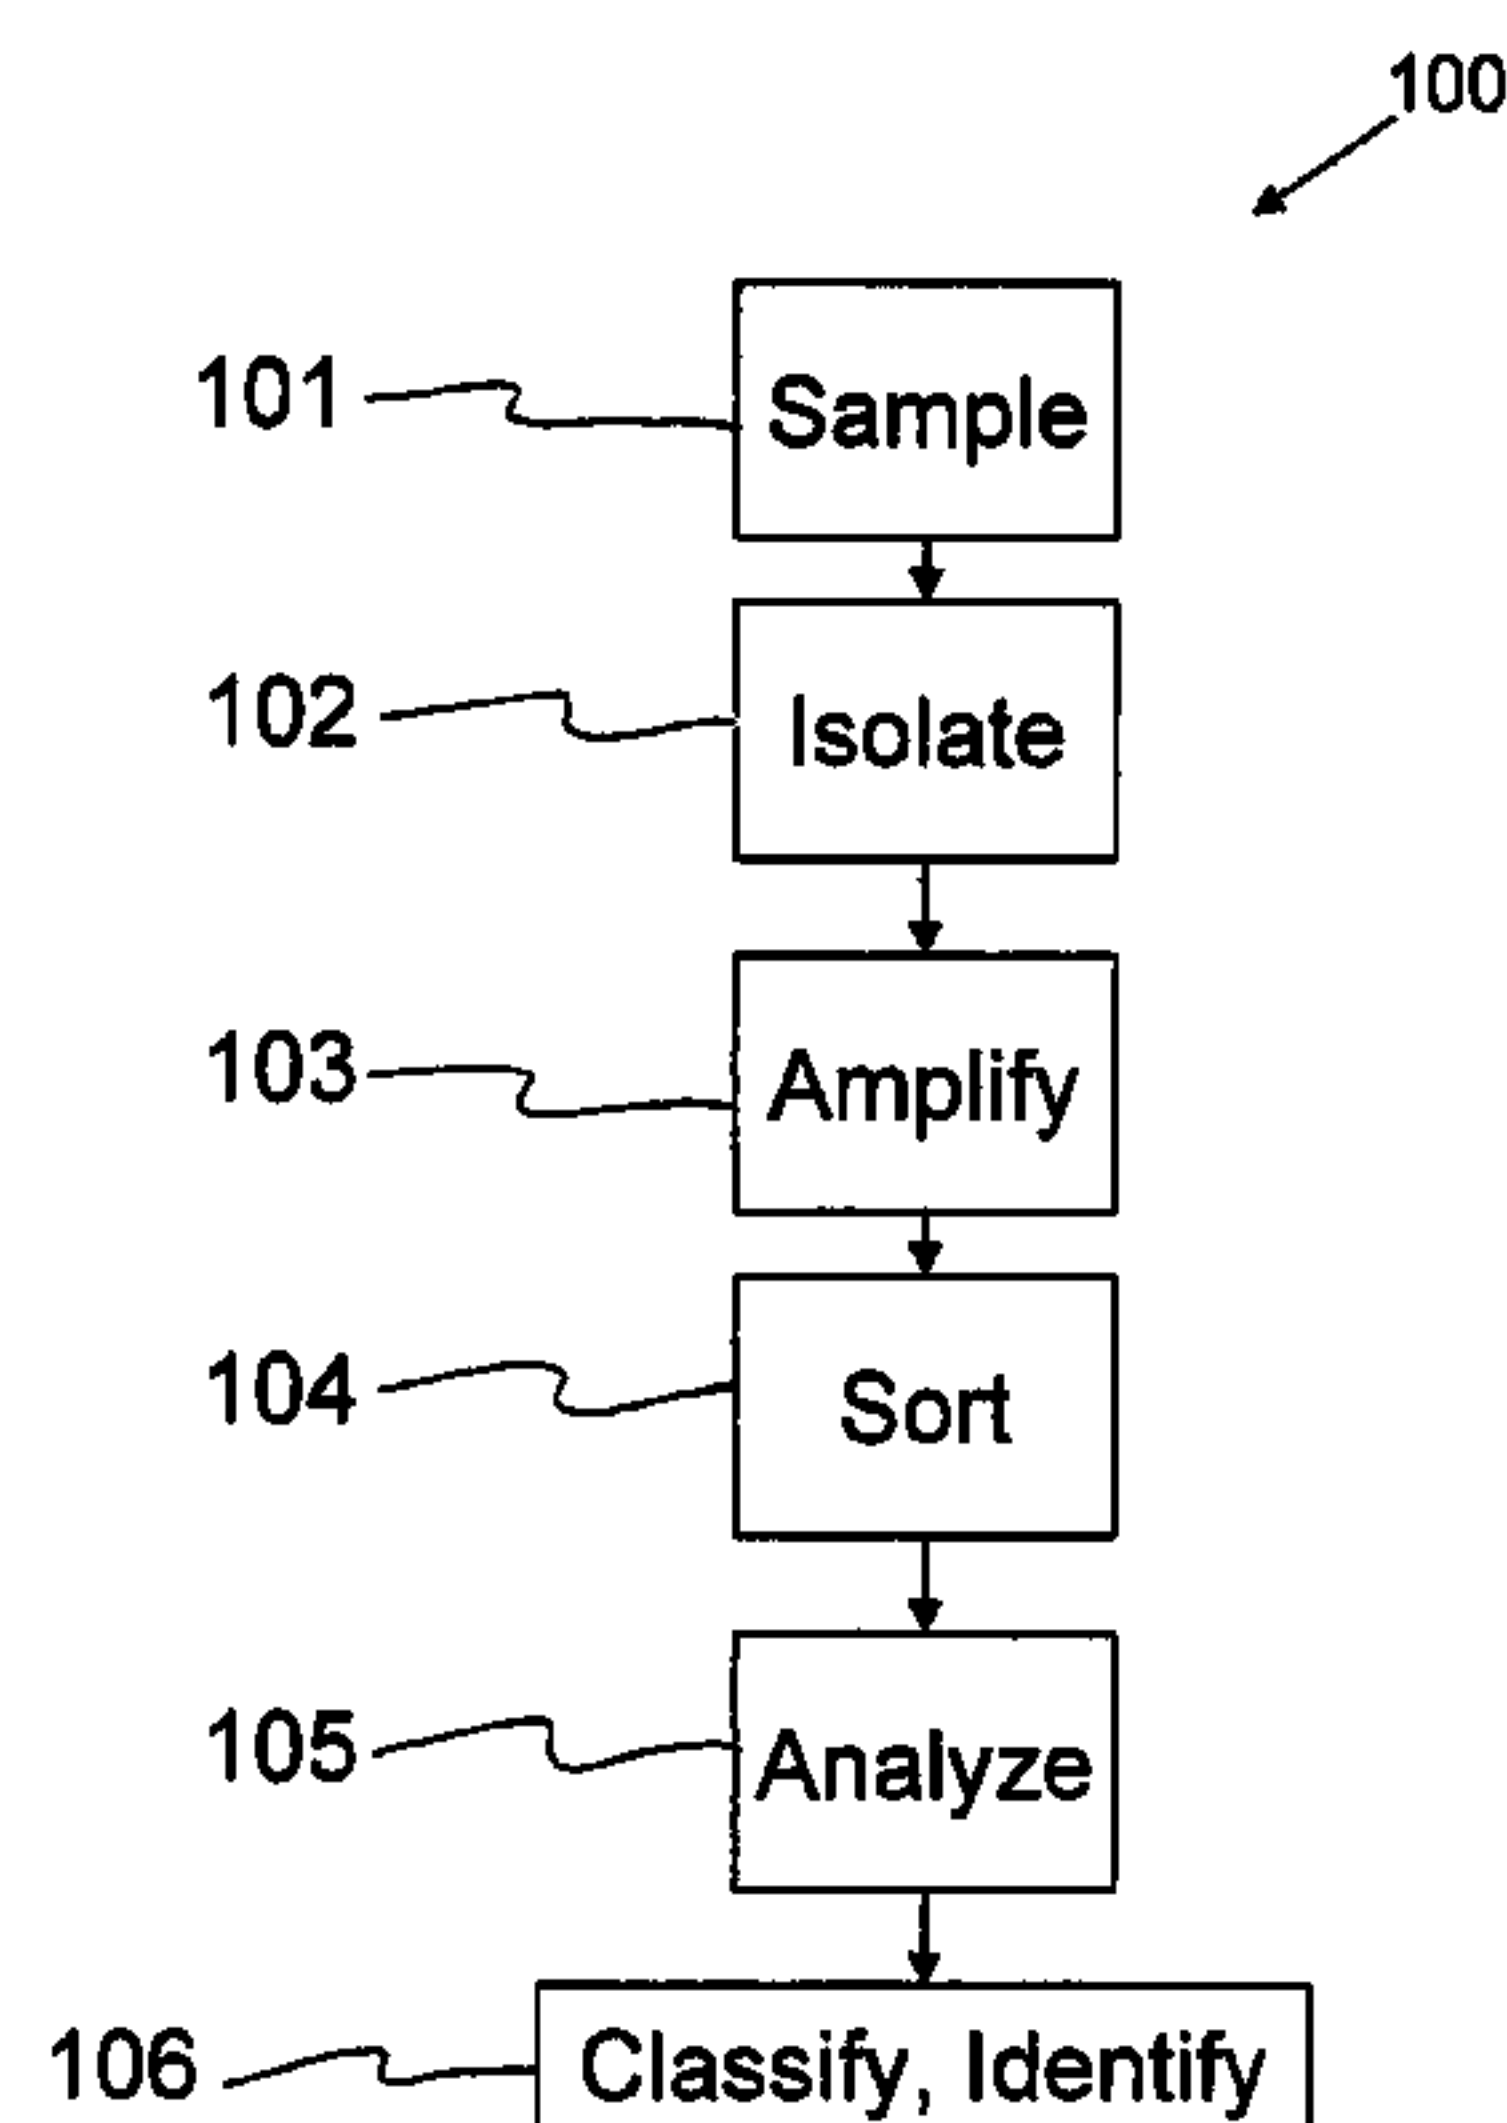 100
101 Sample
102 Isolate
103 Amplify
104 Sort
105 Analyze
106 Classify, Identify